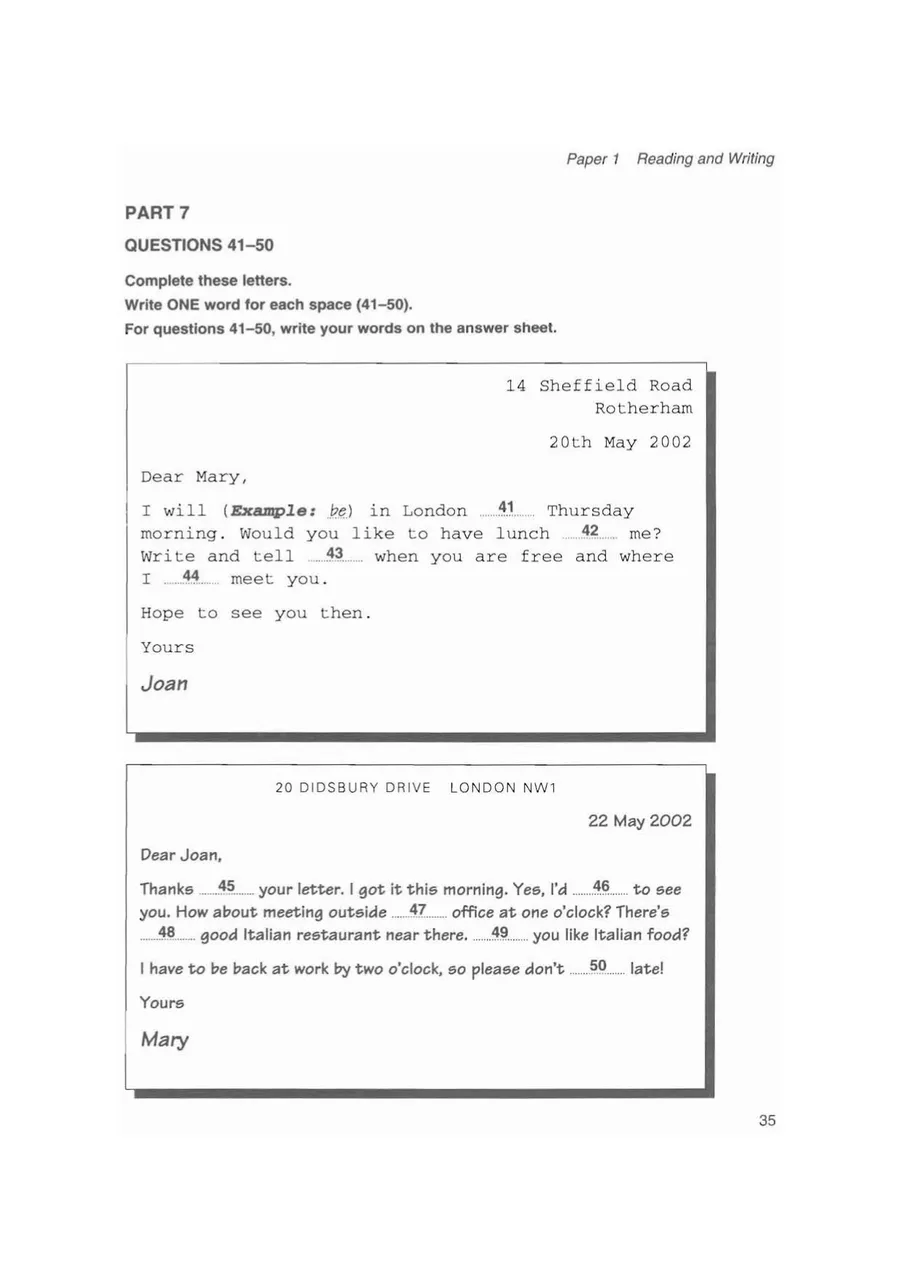 Paper 1 Reading and Writing
PART 7
QUESTIONS 41–50
Complete these letters.
Write ONE word for each space (41–50).
For questions 41–50, write your words on the answer sheet.
14 Sheffield Road
Rotherham
20th May 2002
Dear Mary,
I will (Example: be) in London ........41........ Thursday
morning. Would you like to have lunch ........42........ me?
Write and tell ........43........ when you are free and where
I ........44........ meet you.
Hope to see you then.
Yours
Joan
20 DIDSBURY DRIVE LONDON NW1
22 May 2002
Dear Joan,
Thanks ........45........ your letter. I got it this morning. Yes, I'd ........46........ to see
you. How about meeting outside ........47........ office at one o'clock? There's
........48........ good Italian restaurant near there. ........49........ you like Italian food?
I have to be back at work by two o'clock, so please don't ........50........ late!
Yours
Mary
35